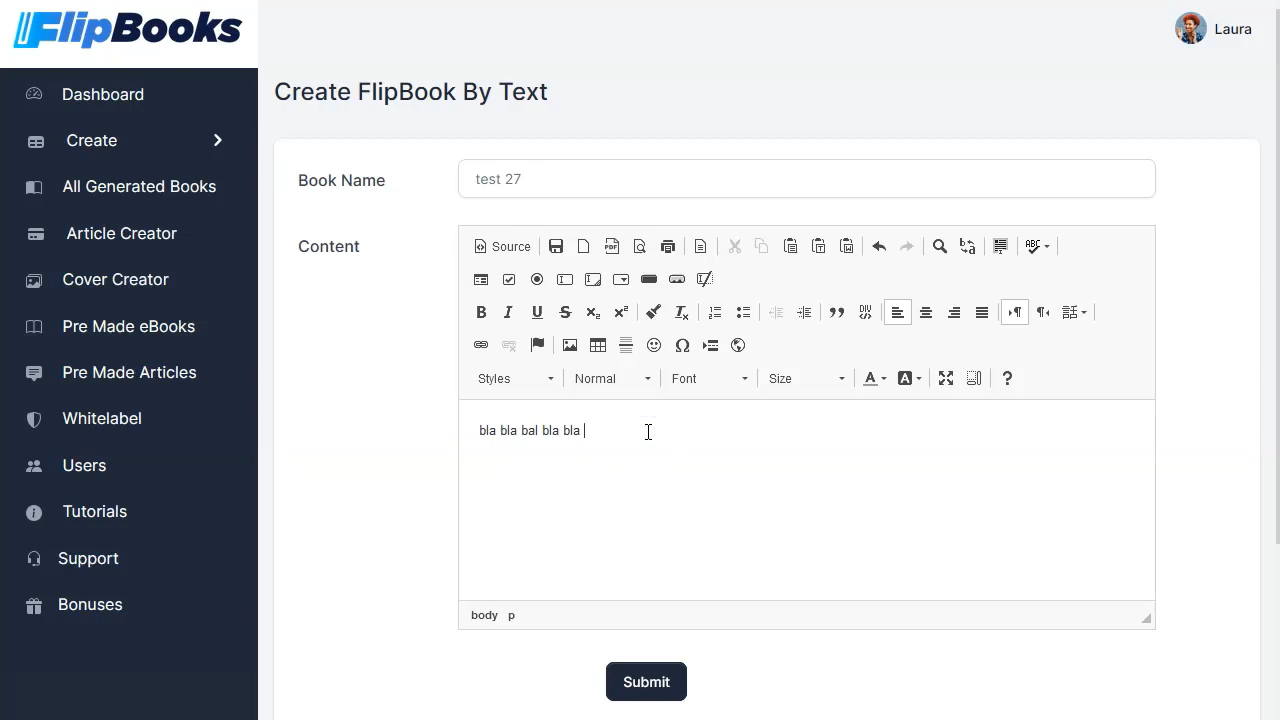 FlipBooks
Laura
Dashboard
Create
All Generated Books
Article Creator
Cover Creator
Pre Made eBooks
Pre Made Articles
Whitelabel
Users
Tutorials
Support
Bonuses
Create FlipBook By Text
Book Name
test 27
Content
Source
Styles Normal Font Size
bla bla bal bla bla
body p
Submit